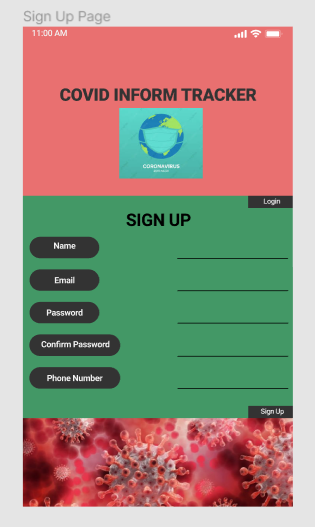 Sign Up Page
11:00 AM
COVID INFORM TRACKER
CORONAVIRUS
Login
SIGN UP
Name
Email
Password
Confirm Password
Phone Number
Sign Up